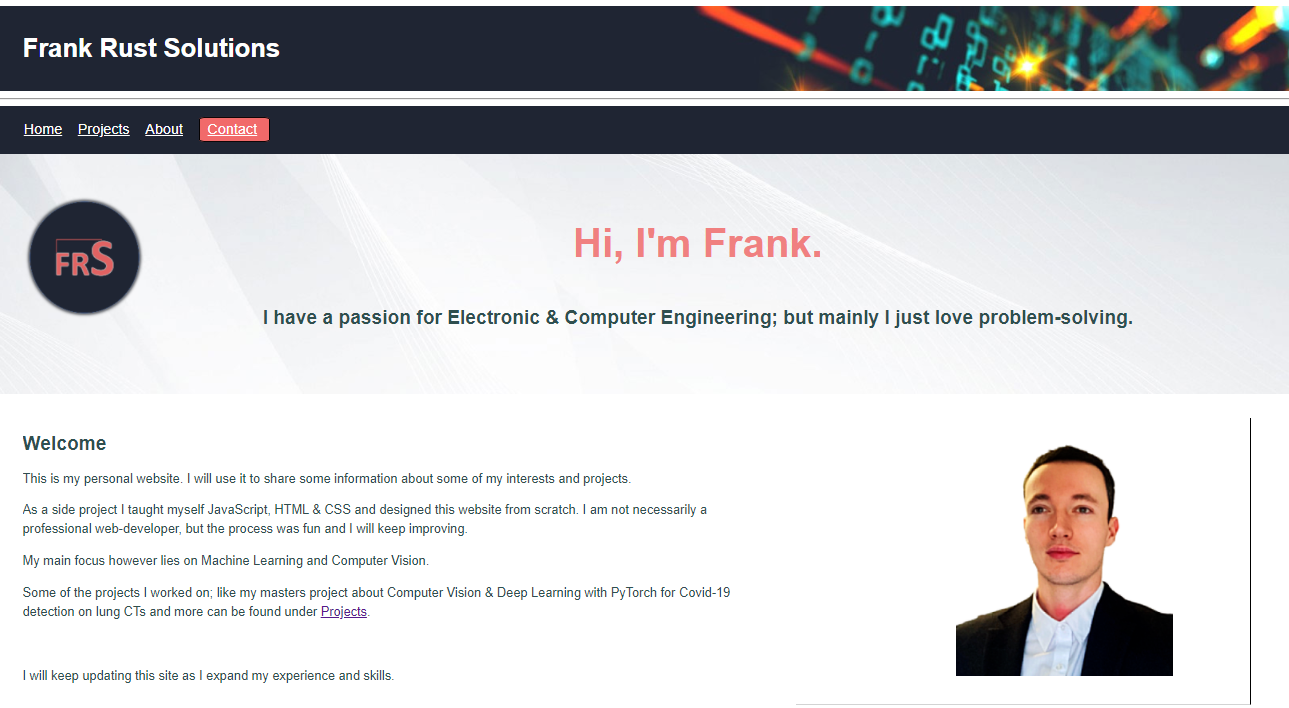 Frank Rust Solutions
Home Projects About Contact
FRS
Hi, I'm Frank.
I have a passion for Electronic & Computer Engineering; but mainly I just love problem-solving.
Welcome
This is my personal website. I will use it to share some information about some of my interests and projects.
As a side project I taught myself JavaScript, HTML & CSS and designed this website from scratch. I am not necessarily a
professional web-developer, but the process was fun and I will keep improving.
My main focus however lies on Machine Learning and Computer Vision.
Some of the projects I worked on; like my masters project about Computer Vision & Deep Learning with PyTorch for Covid-19
detection on lung CTs and more can be found under Projects.
I will keep updating this site as I expand my experience and skills.